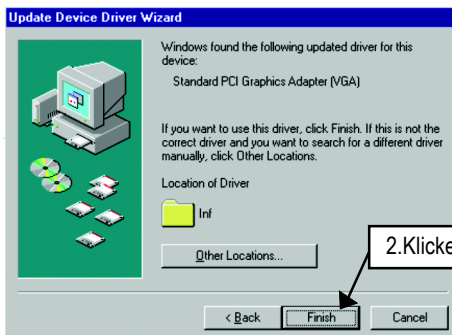 Update Device Driver Wizard
Windows found the following updated driver for this
device:
Standard PCI Graphics Adapter (VGA)
If you want to use this driver, click Finish. If this is not the
correct driver and you want to search for a different driver
manually, click Other Locations.
Location of Driver
Inf
Other Locations...
2.Klicke
< Back
Finish
Cancel